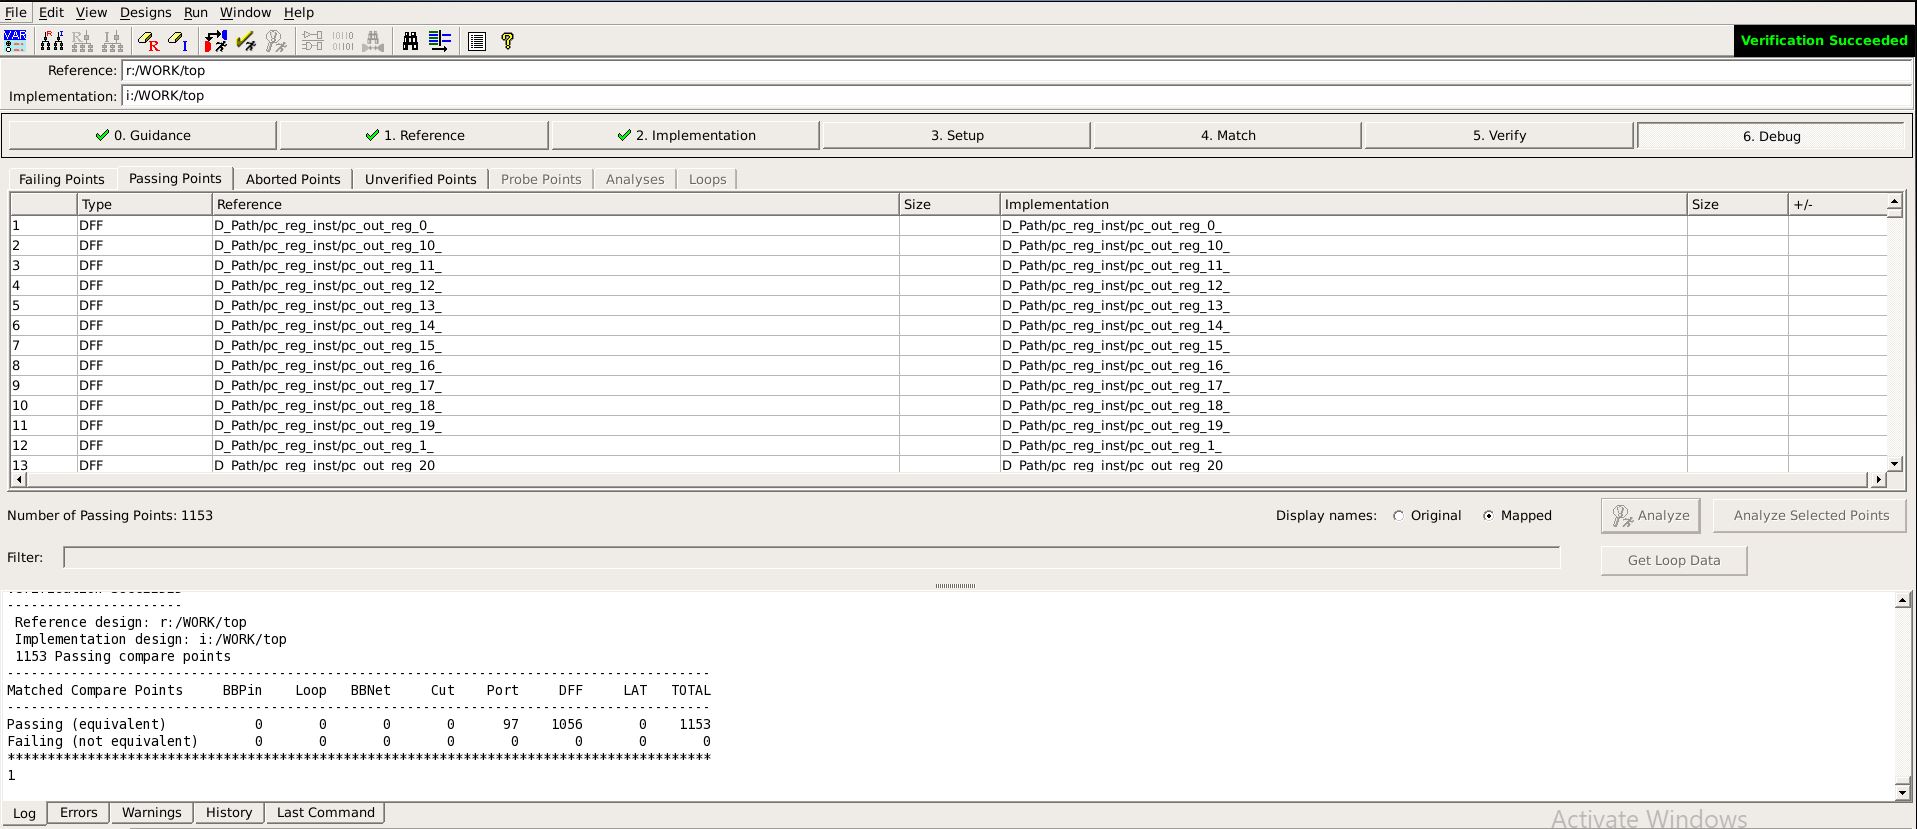 File Edit View Designs Run Window Help
Verification Succeeded
Reference: r:/WORK/top
Implementation: i:/WORK/top
0. Guidance 1. Reference 2. Implementation 3. Setup 4. Match 5. Verify 6. Debug
Failing Points Passing Points Aborted Points Unverified Points Probe Points Analyses Loops
Type Reference Size Implementation Size +/-
1 DFF D_Path/pc_reg_inst/pc_out_reg_0_ D_Path/pc_reg_inst/pc_out_reg_0_
2 DFF D_Path/pc_reg_inst/pc_out_reg_10_ D_Path/pc_reg_inst/pc_out_reg_10_
3 DFF D_Path/pc_reg_inst/pc_out_reg_11_ D_Path/pc_reg_inst/pc_out_reg_11_
4 DFF D_Path/pc_reg_inst/pc_out_reg_12_ D_Path/pc_reg_inst/pc_out_reg_12_
5 DFF D_Path/pc_reg_inst/pc_out_reg_13_ D_Path/pc_reg_inst/pc_out_reg_13_
6 DFF D_Path/pc_reg_inst/pc_out_reg_14_ D_Path/pc_reg_inst/pc_out_reg_14_
7 DFF D_Path/pc_reg_inst/pc_out_reg_15_ D_Path/pc_reg_inst/pc_out_reg_15_
8 DFF D_Path/pc_reg_inst/pc_out_reg_16_ D_Path/pc_reg_inst/pc_out_reg_16_
9 DFF D_Path/pc_reg_inst/pc_out_reg_17_ D_Path/pc_reg_inst/pc_out_reg_17_
10 DFF D_Path/pc_reg_inst/pc_out_reg_18_ D_Path/pc_reg_inst/pc_out_reg_18_
11 DFF D_Path/pc_reg_inst/pc_out_reg_19_ D_Path/pc_reg_inst/pc_out_reg_19_
12 DFF D_Path/pc_reg_inst/pc_out_reg_1_ D_Path/pc_reg_inst/pc_out_reg_1_
13 DFF D_Path/pc_reg_inst/pc_out_reg_20 D_Path/pc_reg_inst/pc_out_reg_20
Number of Passing Points: 1153 Display names: Original Mapped Analyze Analyze Selected Points
Filter: Get Loop Data
----------------------
Reference design: r:/WORK/top
Implementation design: i:/WORK/top
1153 Passing compare points
----------------------------------------------------------------------------------------
Matched Compare Points BBPin Loop BBNet Cut Port DFF LAT TOTAL
----------------------------------------------------------------------------------------
Passing (equivalent) 0 0 0 0 97 1056 0 1153
Failing (not equivalent) 0 0 0 0 0 0 0 0
****************************************************************************************
1
Log Errors Warnings History Last Command
Activate Windows